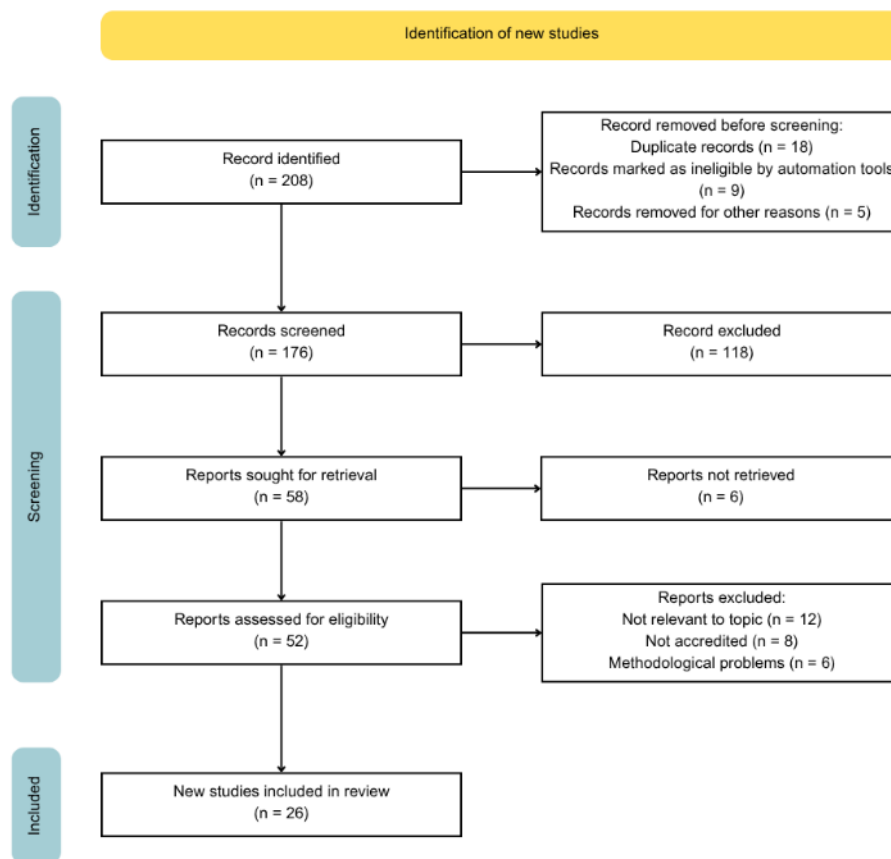 Identification of new studies
Identification
Record identified
(n = 208)
Record removed before screening:
Duplicate records (n = 18)
Records marked as ineligible by automation tools
(n = 9)
Records removed for other reasons (n = 5)
Screening
Records screened
(n = 176)
Record excluded
(n = 118)
Reports sought for retrieval
(n = 58)
Reports not retrieved
(n = 6)
Reports assessed for eligibility
(n = 52)
Reports excluded:
Not relevant to topic (n = 12)
Not accredited (n = 8)
Methodological problems (n = 6)
Included
New studies included in review
(n = 26)